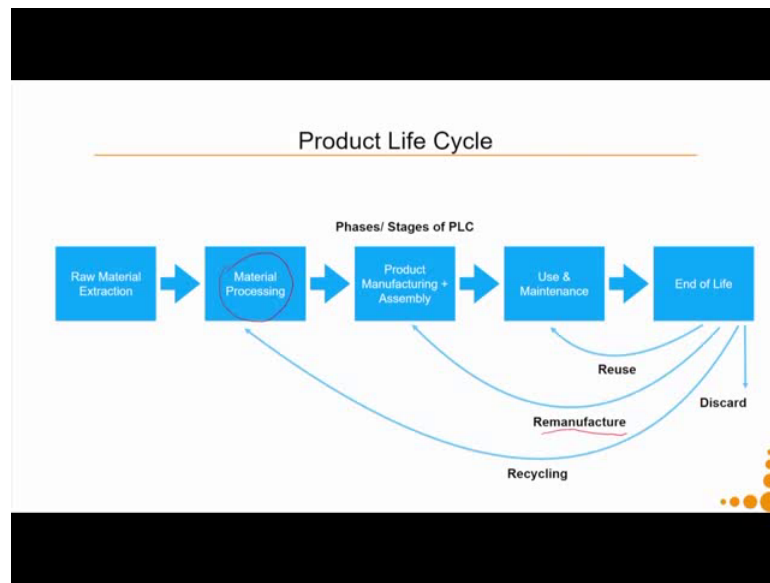 Product Life Cycle
Phases/ Stages of PLC
Raw Material
Extraction
Material
Processing
Product
Manufacturing +
Assembly
Use &
Maintenance
End of Life
Reuse
Discard
Remanufacture
Recycling